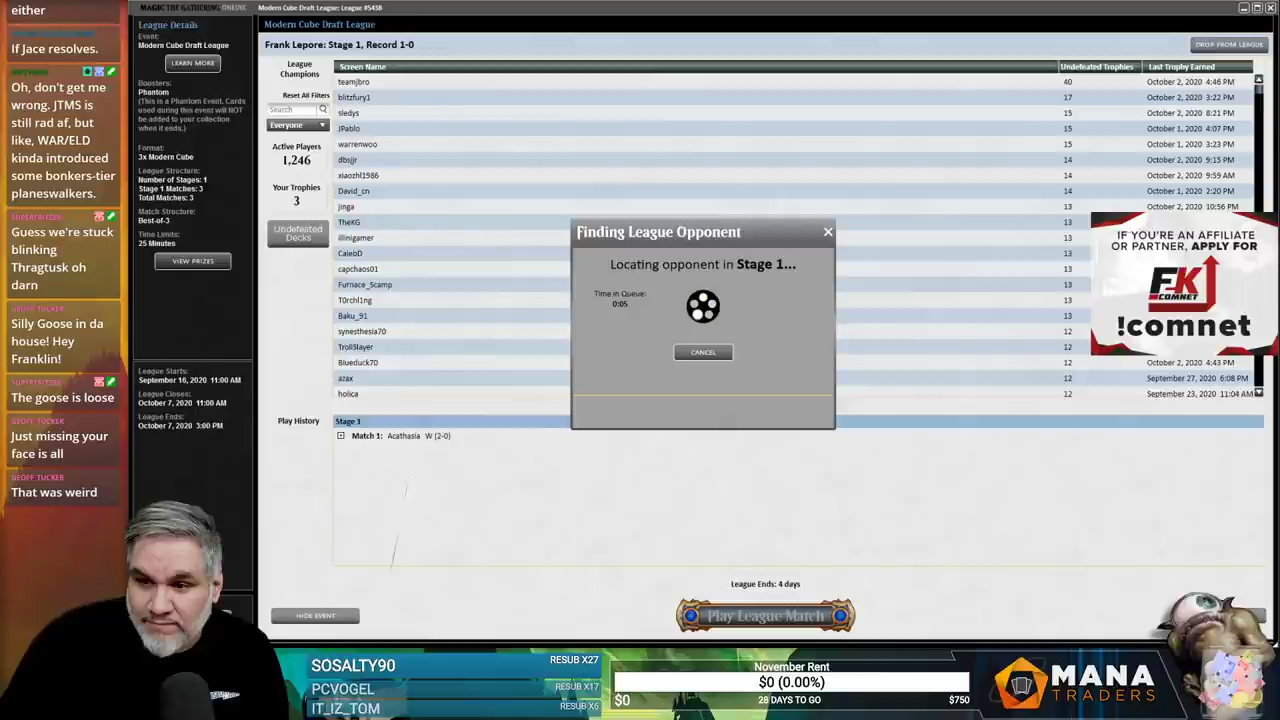 either
If Jace resolves.
Oh, don't get me
wrong. JTMS is
still rad af, but
like, WAR/ELD
kinda introduced
some bonkers-tier
planeswalkers.
Guess we're stuck
blinking
Thragtusk oh
darn
GEOFF TUCKER
Silly Goose in da
house! Hey
Franklin!
The goose is loose
GEOFF TUCKER
Just missing your
face is all
GEOFF TUCKER
That was weird
MAGIC THE GATHERING ONLINE
Modern Cube Draft League: League #5438
League Details
Event:
Modern Cube Draft League
LEARN MORE
Boosters:
Phantom
(This is a Phantom Event. Cards
used during this event will NOT
be added to your collection
when it ends.)
Format:
3x Modern Cube
League Structure:
Number of Stages: 1
Stage 1 Matches: 3
Total Matches: 3
Match Structure:
Best-of-3
Time Limits:
25 Minutes
VIEW PRIZES
League Starts:
September 16, 2020 11:00 AM
League Closes:
October 7, 2020 11:00 AM
League Ends:
October 7, 2020 3:00 PM
Modern Cube Draft League
Frank Lepore: Stage 1, Record 1-0
DROP FROM LEAGUE
League
Champions
Reset All Filters
Search
Everyone
Active Players
1,246
Your Trophies
3
Undefeated
Decks
Screen Name Undefeated Trophies Last Trophy Earned
teamjbro 40 October 2, 2020 4:46 PM
blitzfury1 17 October 2, 2020 3:22 PM
sledys 15 October 2, 2020 8:21 PM
JPablo 15 October 1, 2020 4:07 PM
warrenwoo 15 October 1, 2020 3:23 PM
dbsjjr 14 October 2, 2020 9:15 PM
xiaozhl1986 14 October 2, 2020 9:59 AM
David_cn 14 October 1, 2020 2:20 PM
Jinga 13 October 2, 2020 10:56 PM
TheKG 13
illinigamer 13
CalebD 13
capchaos01 13
Furnace_Scamp 13
T0rchl1ng 13
Baku_91 13
synesthesia70 12
TrollSlayer 12
Blueduck70 12 October 2, 2020 4:43 PM
azax 12 September 27, 2020 6:08 PM
holica 12 September 23, 2020 11:04 AM
Finding League Opponent
Locating opponent in Stage 1...
Time in Queue:
0:05
CANCEL
IF YOU'RE AN AFFILIATE
OR PARTNER, APPLY FOR
FK
COMNET
!comnet
Play History
Stage 1
Match 1: Acathasia W (2-0)
League Ends: 4 days
HIDE EVENT
Play League Match
SOSALTY90 RESUB X27
PCVOGEL RESUB X17
IT_IZ_TOM RESUB X6
November Rent
$0 (0.00%)
$0 28 DAYS TO GO $750
MANA
TRADERS